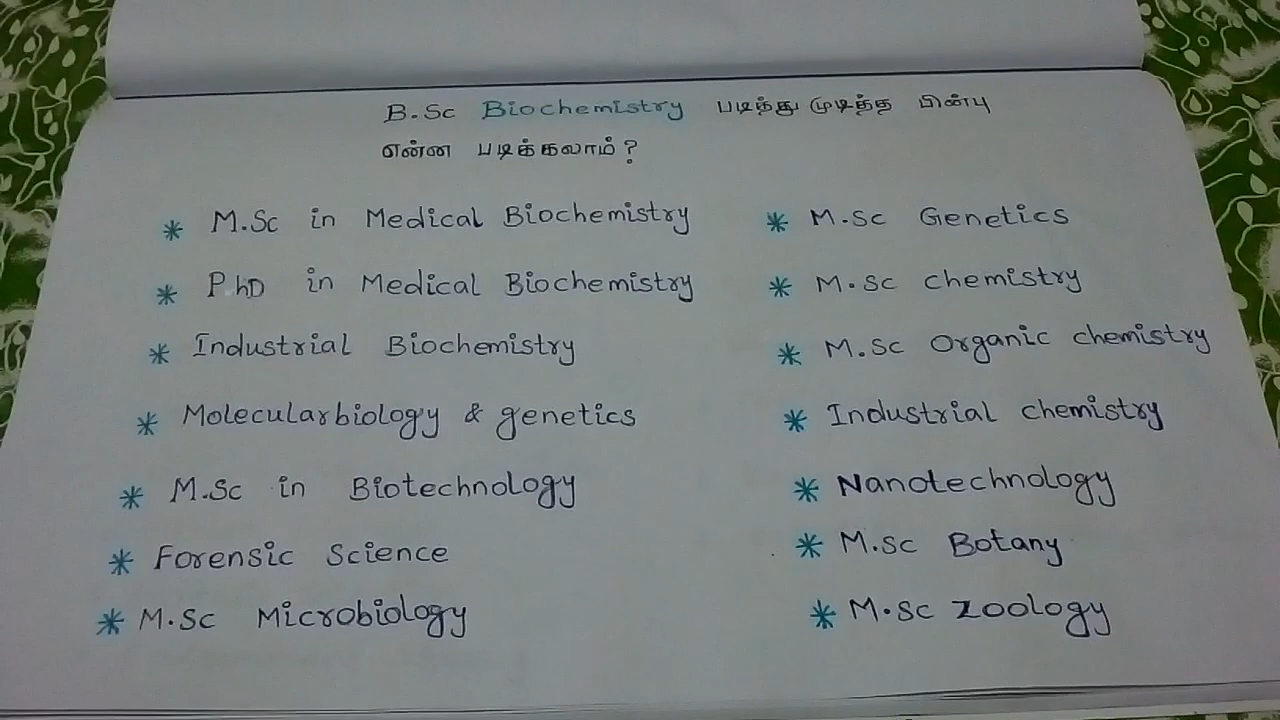 B.Sc Biochemistry படித்து முடித்த பின்பு
என்ன படிக்கலாம்?
* M.Sc in Medical Biochemistry
* P.hD in Medical Biochemistry
* Industrial Biochemistry
* Molecularbiology & genetics
* M.Sc in Biotechnology
* Forensic Science
* M.Sc Microbiology
* M.Sc Genetics
* M.Sc chemistry
* M.Sc Organic chemistry
* Industrial chemistry
* Nanotechnology
* M.Sc Botany
* M.Sc Zoology